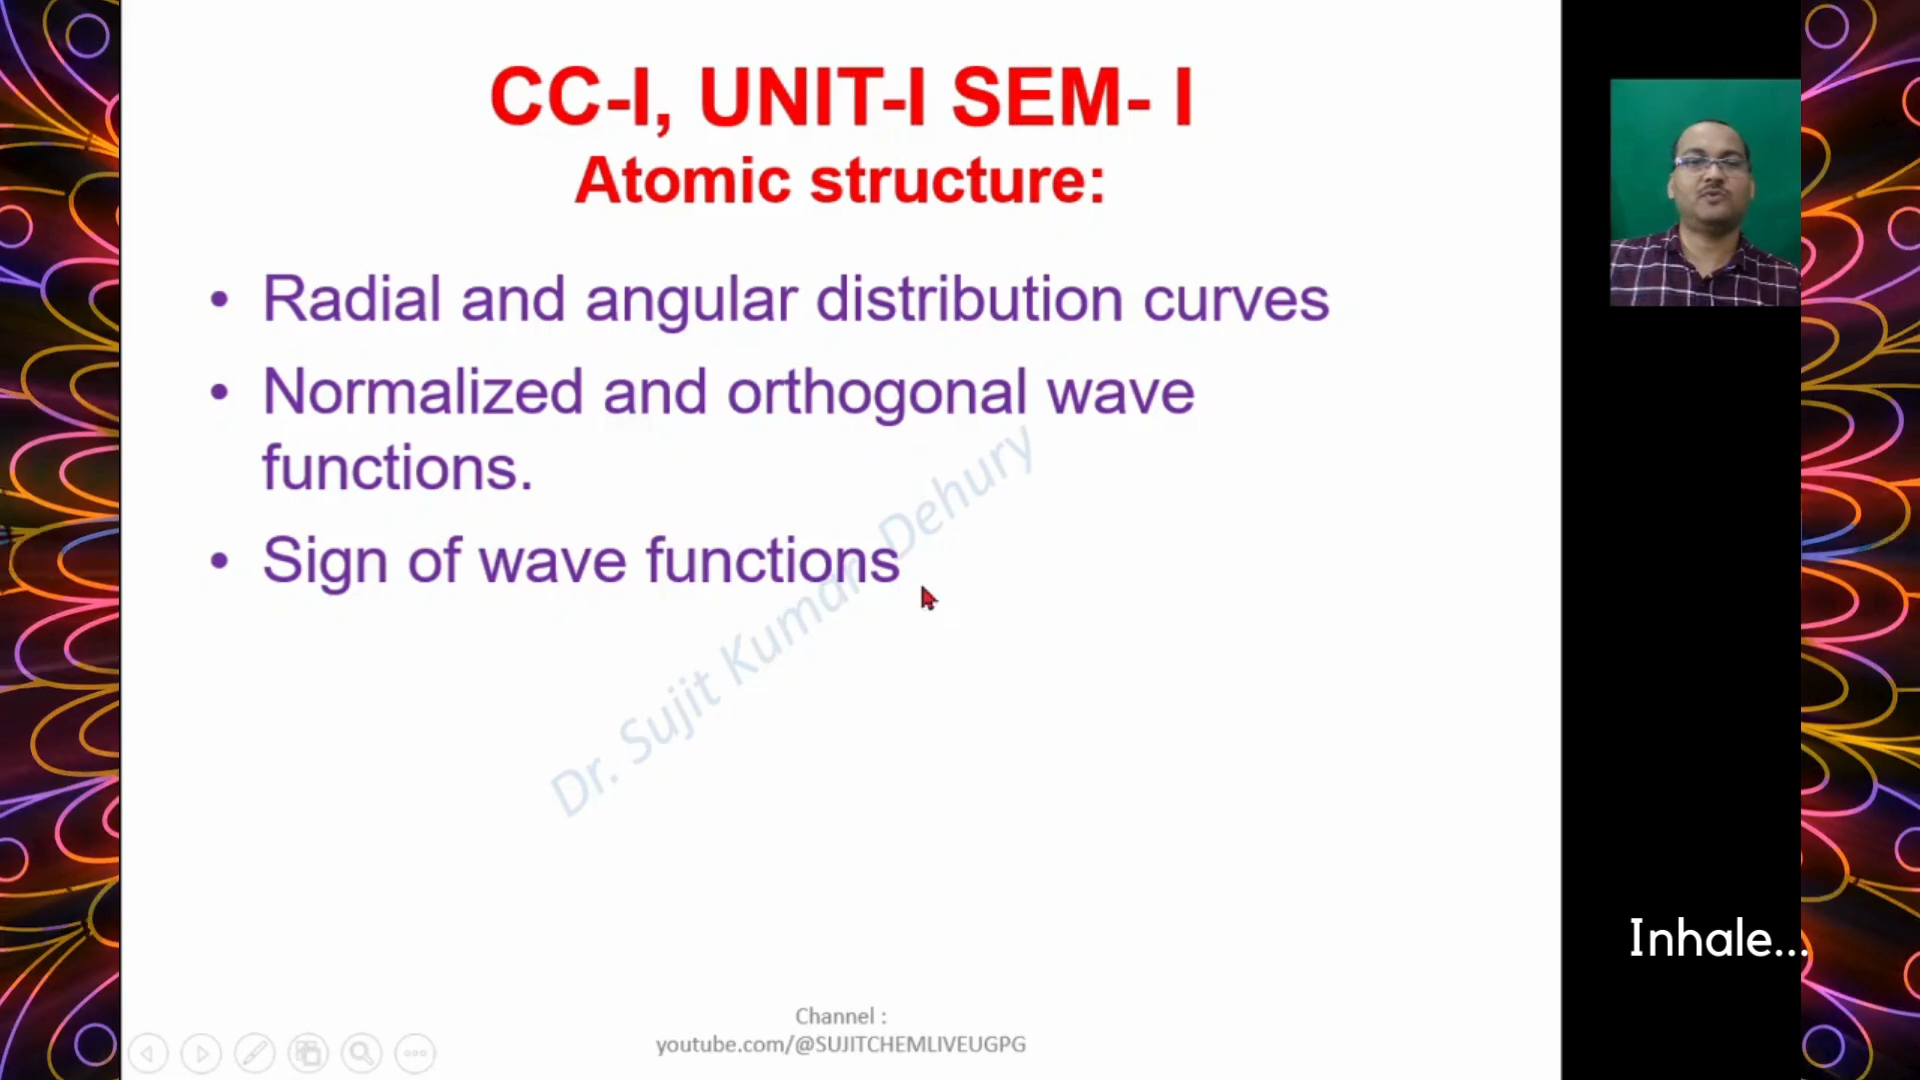 CC-I, UNIT-I SEM- I
Atomic structure:
• Radial and angular distribution curves
• Normalized and orthogonal wave
functions.
• Sign of wave functions
Dr. Sujit Kumar Dehury
Inhale...
Channel :
youtube.com/@SUJITCHEMLIVEUGPG